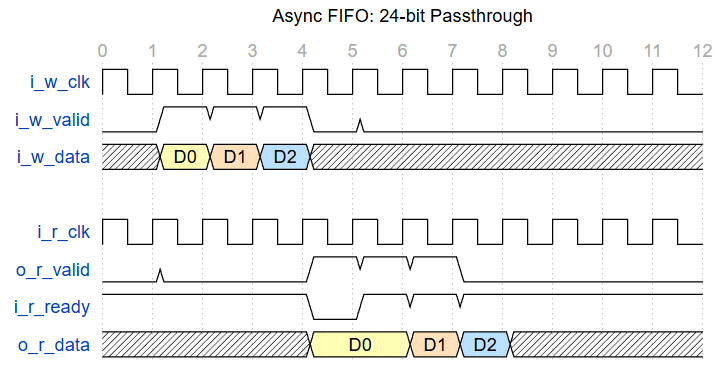 Async FIFO: 24-bit Passthrough
0 1 2 3 4 5 6 7 8 9 10 11 12
i_w_clk
i_w_valid
i_w_data D0 D1 D2
i_r_clk
o_r_valid
i_r_ready
o_r_data D0 D1 D2